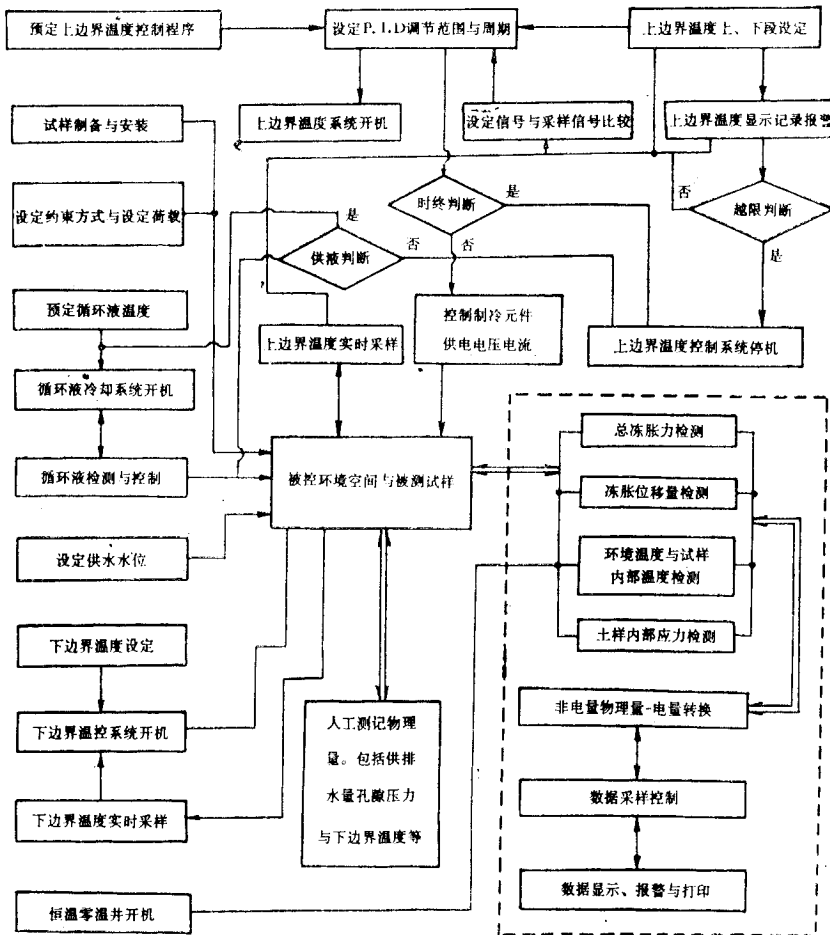 预定上边界温度控制程序
设定P.I.D调节范围与周期
上边界温度上、下段设定
试样制备与安装
上边界温度系统开机
设定信号与采样信号比较
上边界温度显示记录报警
设定约束方式与设定荷载
是
时终判断
是
否
越限判断
供液判断
否
否
是
预定循环液温度
上边界温度实时采样
控制制冷元件
供电电压电流
上边界温度控制系统停机
循环液冷却系统开机
总冻胀力检测
循环液检测与控制
被控环境空间与被测试样
冻胀位移量检测
设定供水水位
环境温度与试样
内部温度检测
下边界温度设定
土样内部应力检测
下边界温控系统开机
人工测记物理
量。包括供排
水量孔隙压力
与下边界温度等
非电量物理量-电量转换
下边界温度实时采样
数据采样控制
恒温零温井开机
数据显示、报警与打印